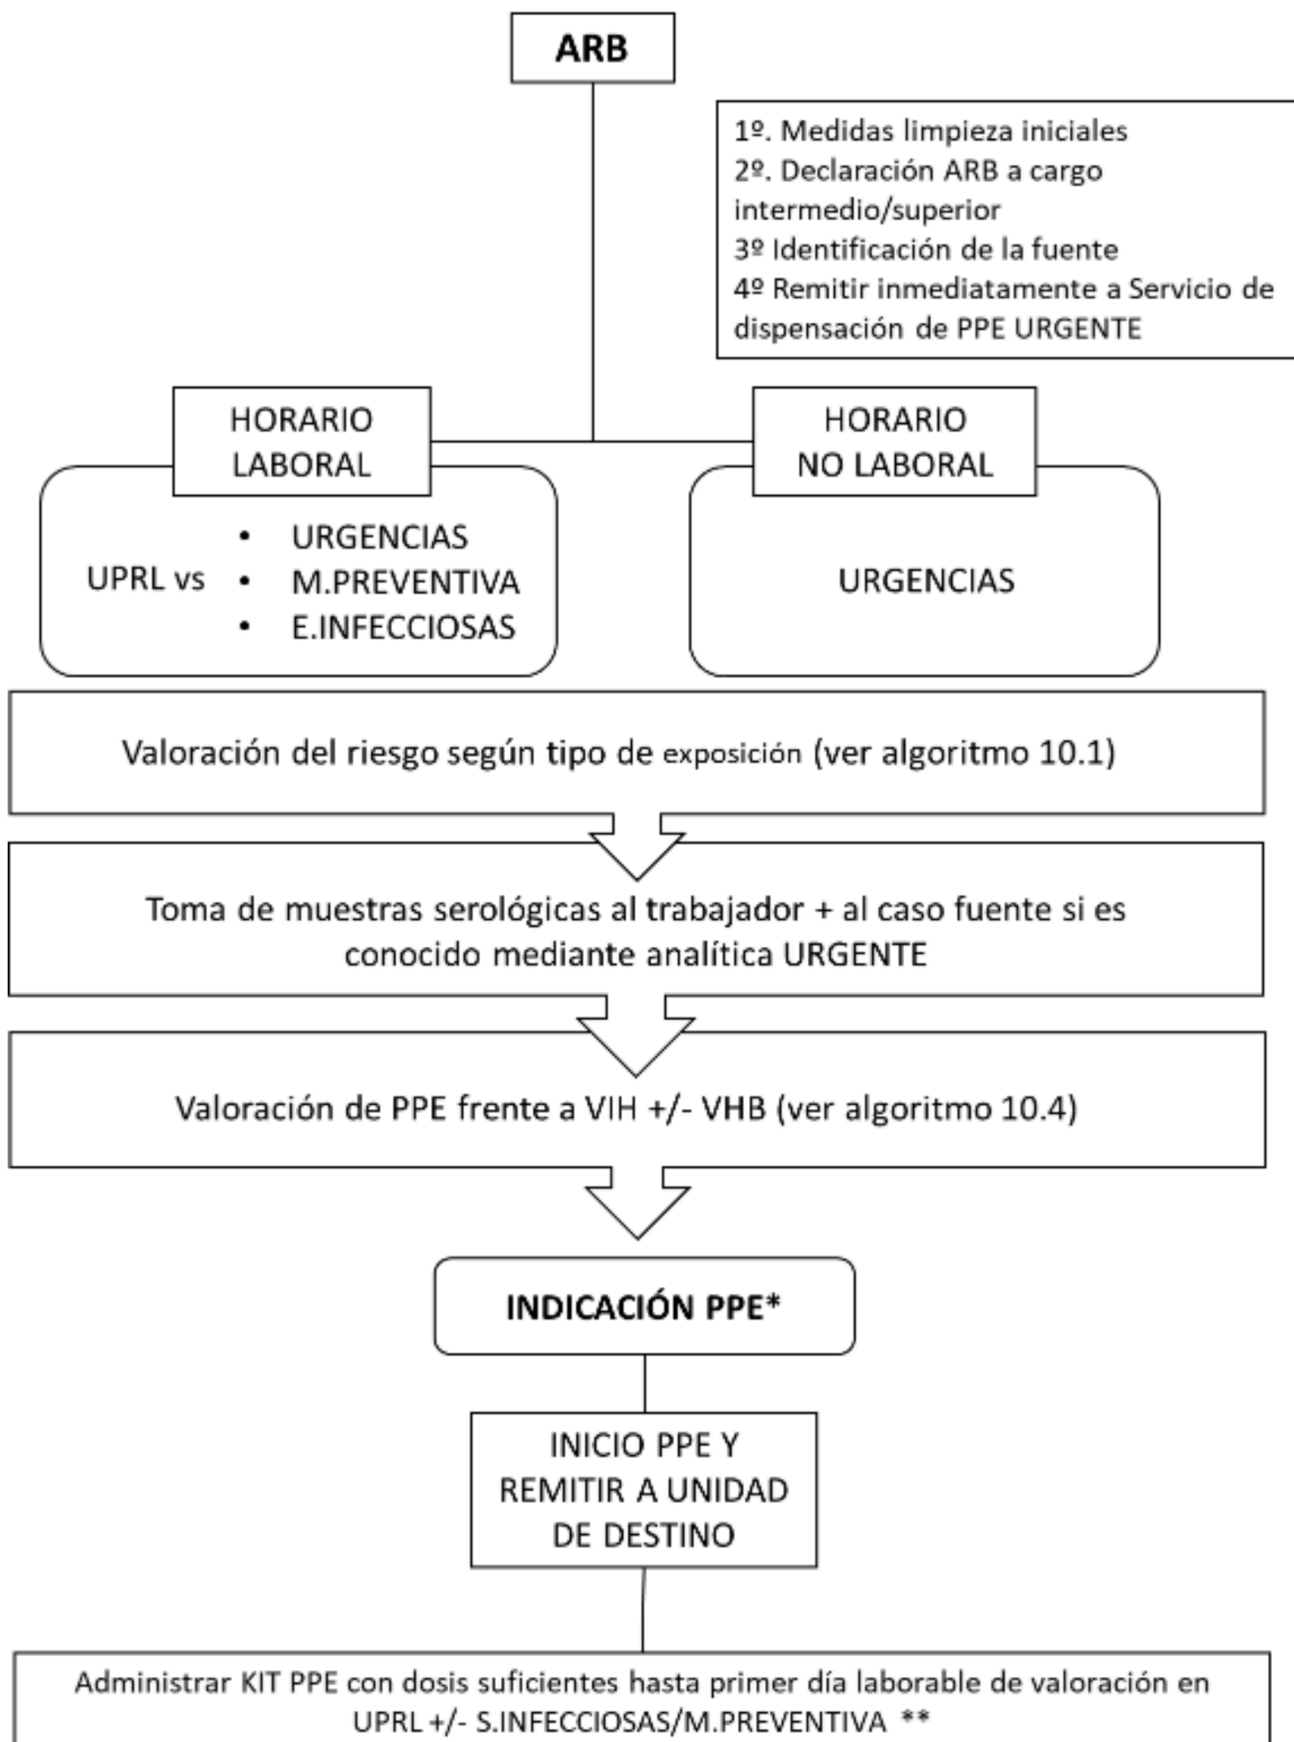 ARB
1º. Medidas limpieza iniciales
2º. Declaración ARB a cargo
intermedio/superior
3º Identificación de la fuente
4º Remitir inmediatamente a Servicio de
dispensación de PPE URGENTE
HORARIO
LABORAL
HORARIO
NO LABORAL
UPRL vs
• URGENCIAS
• M.PREVENTIVA
• E.INFECCIOSAS
URGENCIAS
Valoración del riesgo según tipo de exposición (ver algoritmo 10.1)
Toma de muestras serológicas al trabajador + al caso fuente si es
conocido mediante analítica URGENTE
Valoración de PPE frente a VIH +/- VHB (ver algoritmo 10.4)
INDICACIÓN PPE*
INICIO PPE Y
REMITIR A UNIDAD
DE DESTINO
Administrar KIT PPE con dosis suficientes hasta primer día laborable de valoración en
UPRL +/- S.INFECCIOSAS/M.PREVENTIVA **